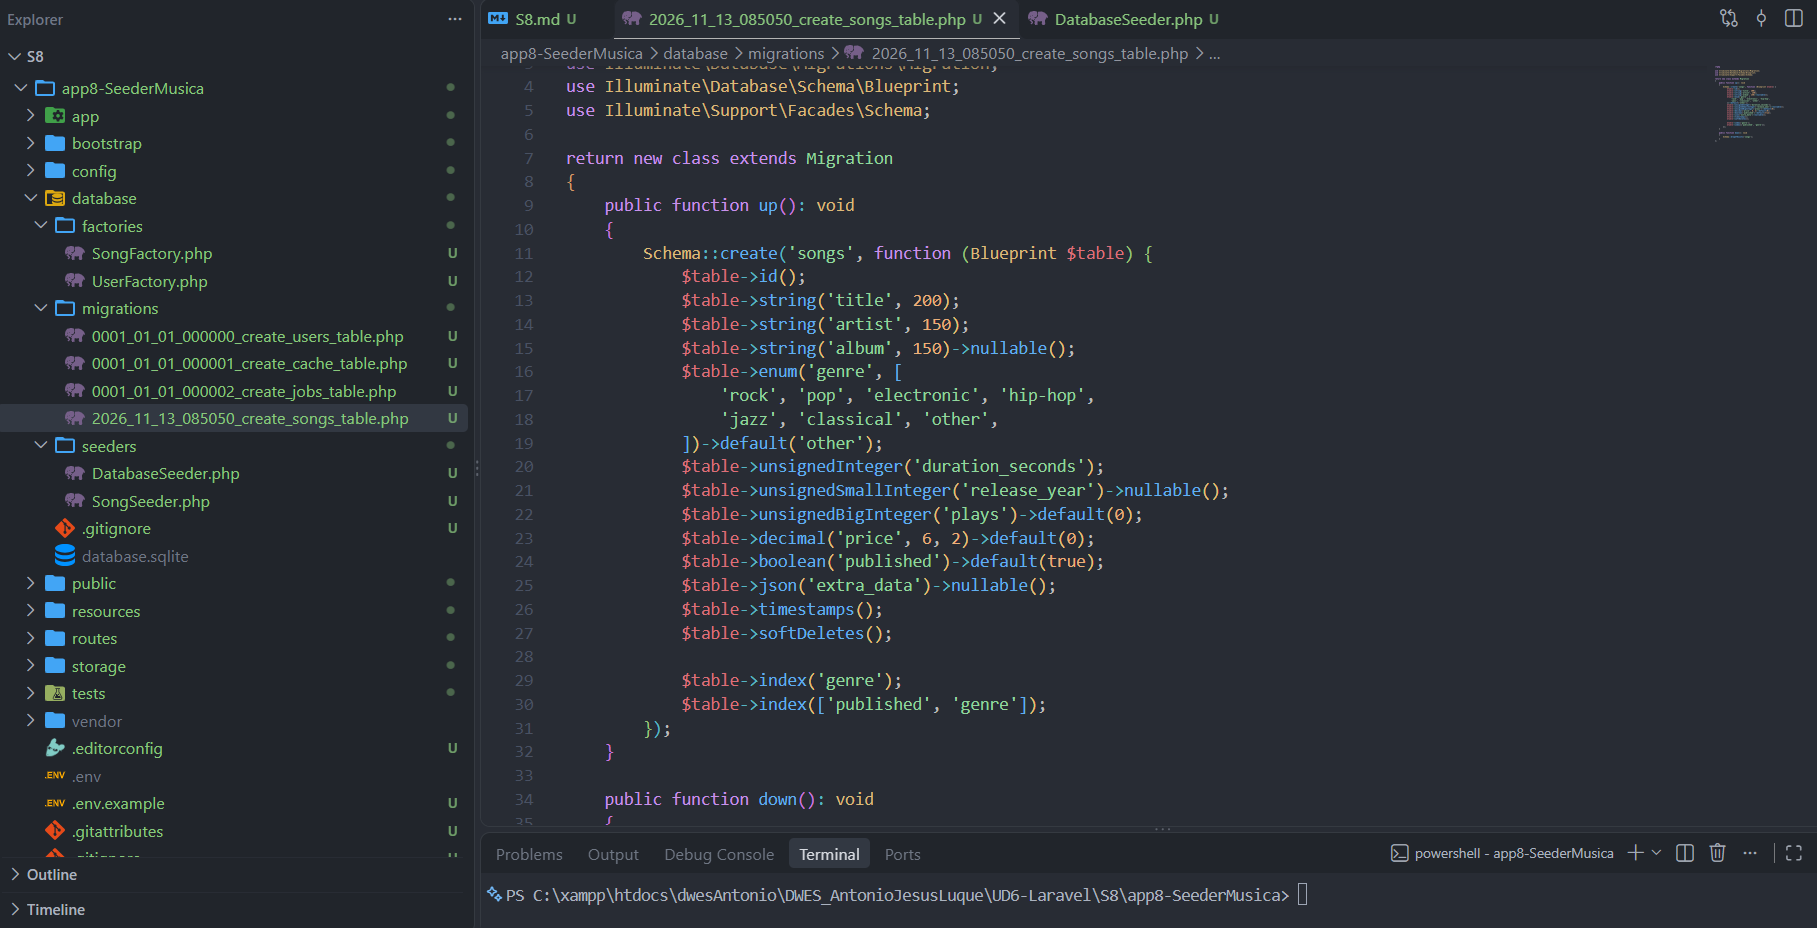 Explorer
S8
app8-SeederMusica
app
bootstrap
config
database
factories
SongFactory.php U
UserFactory.php U
migrations
0001_01_01_000000_create_users_table.php U
0001_01_01_000001_create_cache_table.php U
0001_01_01_000002_create_jobs_table.php U
2026_11_13_085050_create_songs_table.php U
seeders
DatabaseSeeder.php U
SongSeeder.php U
.gitignore U
database.sqlite
public
resources
routes
storage
tests
vendor
.editorconfig U
.ENV .env
.ENV .env.example U
.gitattributes U
Outline
Timeline
S8.md U 2026_11_13_085050_create_songs_table.php U DatabaseSeeder.php U
app8-SeederMusica > database > migrations > 2026_11_13_085050_create_songs_table.php > ...
use Illuminate\Database\Migrations\Migration;
4 use Illuminate\Database\Schema\Blueprint;
5 use Illuminate\Support\Facades\Schema;
6
7 return new class extends Migration
8 {
9 public function up(): void
10 {
11 Schema::create('songs', function (Blueprint $table) {
12 $table->id();
13 $table->string('title', 200);
14 $table->string('artist', 150);
15 $table->string('album', 150)->nullable();
16 $table->enum('genre', [
17 'rock', 'pop', 'electronic', 'hip-hop',
18 'jazz', 'classical', 'other',
19 ])->default('other');
20 $table->unsignedInteger('duration_seconds');
21 $table->unsignedSmallInteger('release_year')->nullable();
22 $table->unsignedBigInteger('plays')->default(0);
23 $table->decimal('price', 6, 2)->default(0);
24 $table->boolean('published')->default(true);
25 $table->json('extra_data')->nullable();
26 $table->timestamps();
27 $table->softDeletes();
28
29 $table->index('genre');
30 $table->index(['published', 'genre']);
31 });
32 }
33
34 public function down(): void
35 {
Problems Output Debug Console Terminal Ports powershell - app8-SeederMusica
PS C:\xampp\htdocs\dwesAntonio\DWES_AntonioJesusLuque\UD6-Laravel\S8\app8-SeederMusica>